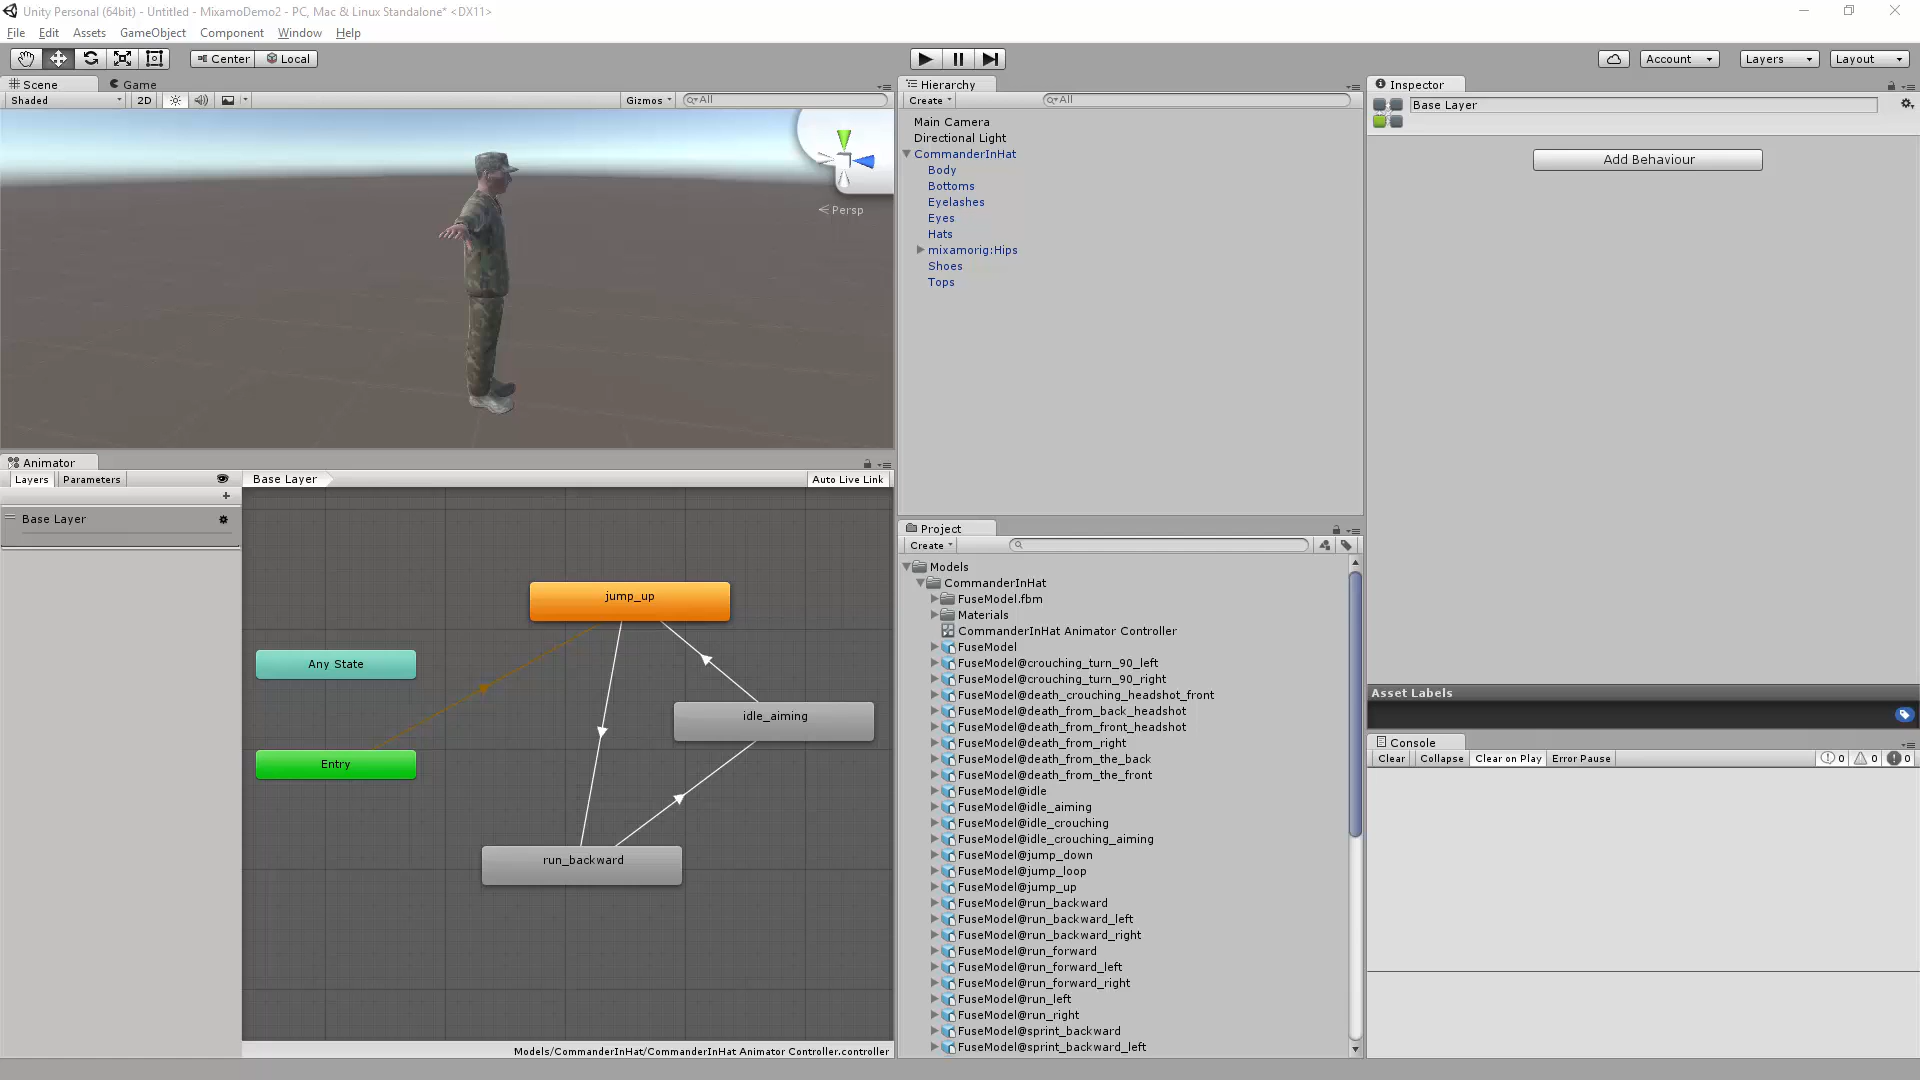 Unity Personal (64bit) - Untitled - MixamoDemo2 - PC, Mac & Linux Standalone* <DX11>
File Edit Assets GameObject Component Window Help
Center Local Account Layers Layout
Scene Game
Shaded 2D Gizmos All
Persp
Animator
Layers Parameters
Base Layer
Auto Live Link
Base Layer
jump_up
Any State
idle_aiming
Entry
run_backward
Models/CommanderInHat/CommanderInHat Animator Controller.controller
Hierarchy
Create All
Main Camera
Directional Light
CommanderInHat
Body
Bottoms
Eyelashes
Eyes
Hats
mixamorig:Hips
Shoes
Tops
Project
Create
Models
CommanderInHat
FuseModel.fbm
Materials
CommanderInHat Animator Controller
FuseModel
FuseModel@crouching_turn_90_left
FuseModel@crouching_turn_90_right
FuseModel@death_crouching_headshot_front
FuseModel@death_from_back_headshot
FuseModel@death_from_front_headshot
FuseModel@death_from_right
FuseModel@death_from_the_back
FuseModel@death_from_the_front
FuseModel@idle
FuseModel@idle_aiming
FuseModel@idle_crouching
FuseModel@idle_crouching_aiming
FuseModel@jump_down
FuseModel@jump_loop
FuseModel@jump_up
FuseModel@run_backward
FuseModel@run_backward_left
FuseModel@run_backward_right
FuseModel@run_forward
FuseModel@run_forward_left
FuseModel@run_forward_right
FuseModel@run_left
FuseModel@run_right
FuseModel@sprint_backward
FuseModel@sprint_backward_left
Inspector
Base Layer
Add Behaviour
Asset Labels
Console
Clear Collapse Clear on Play Error Pause 0 0 0